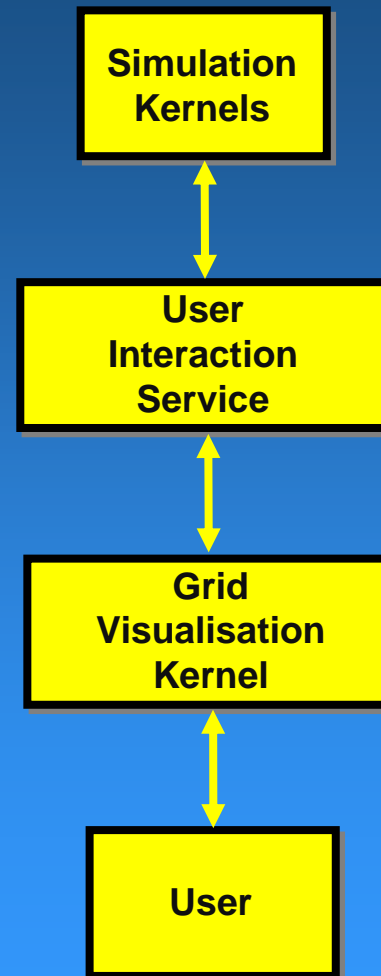 Simulation
Kernels
User
Interaction
Service
Grid
Visualisation
Kernel
User